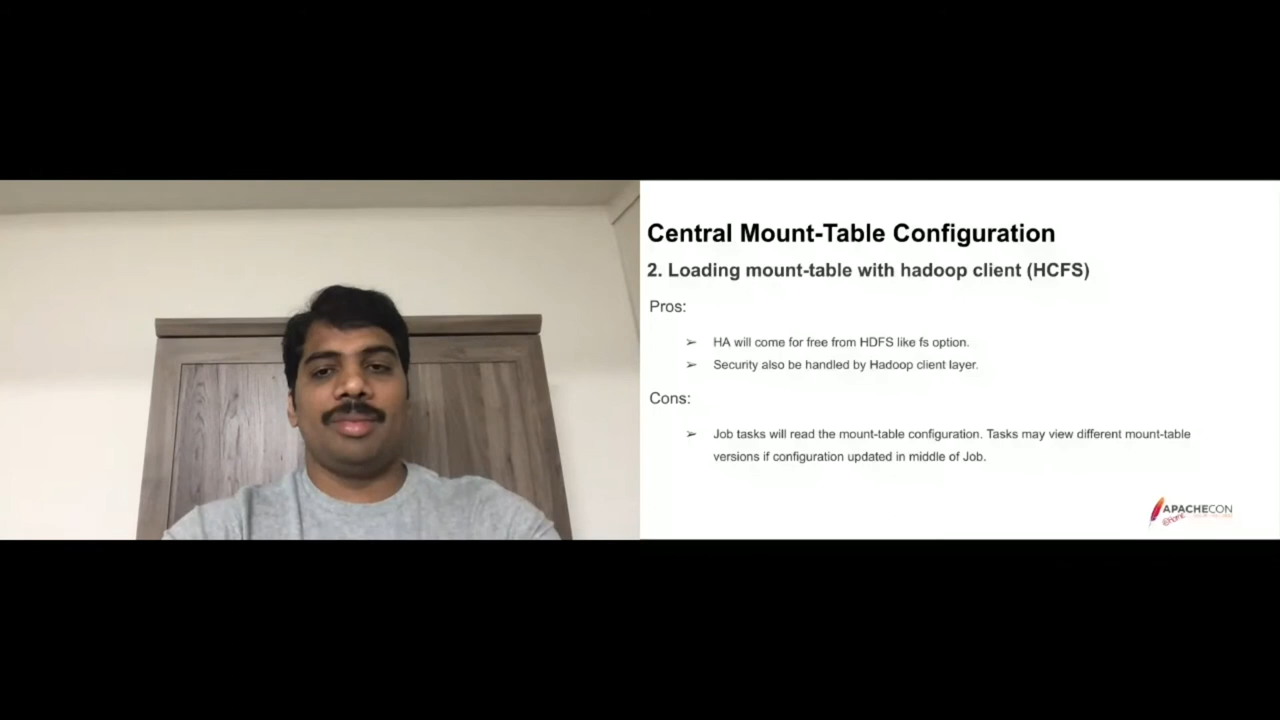 Central Mount-Table Configuration
2. Loading mount-table with hadoop client (HCFS)
Pros:
➢ HA will come for free from HDFS like fs option.
➢ Security also be handled by Hadoop client layer.
Cons:
➢ Job tasks will read the mount-table configuration. Tasks may view different mount-table
versions if configuration updated in middle of Job.
APACHECON
@Home